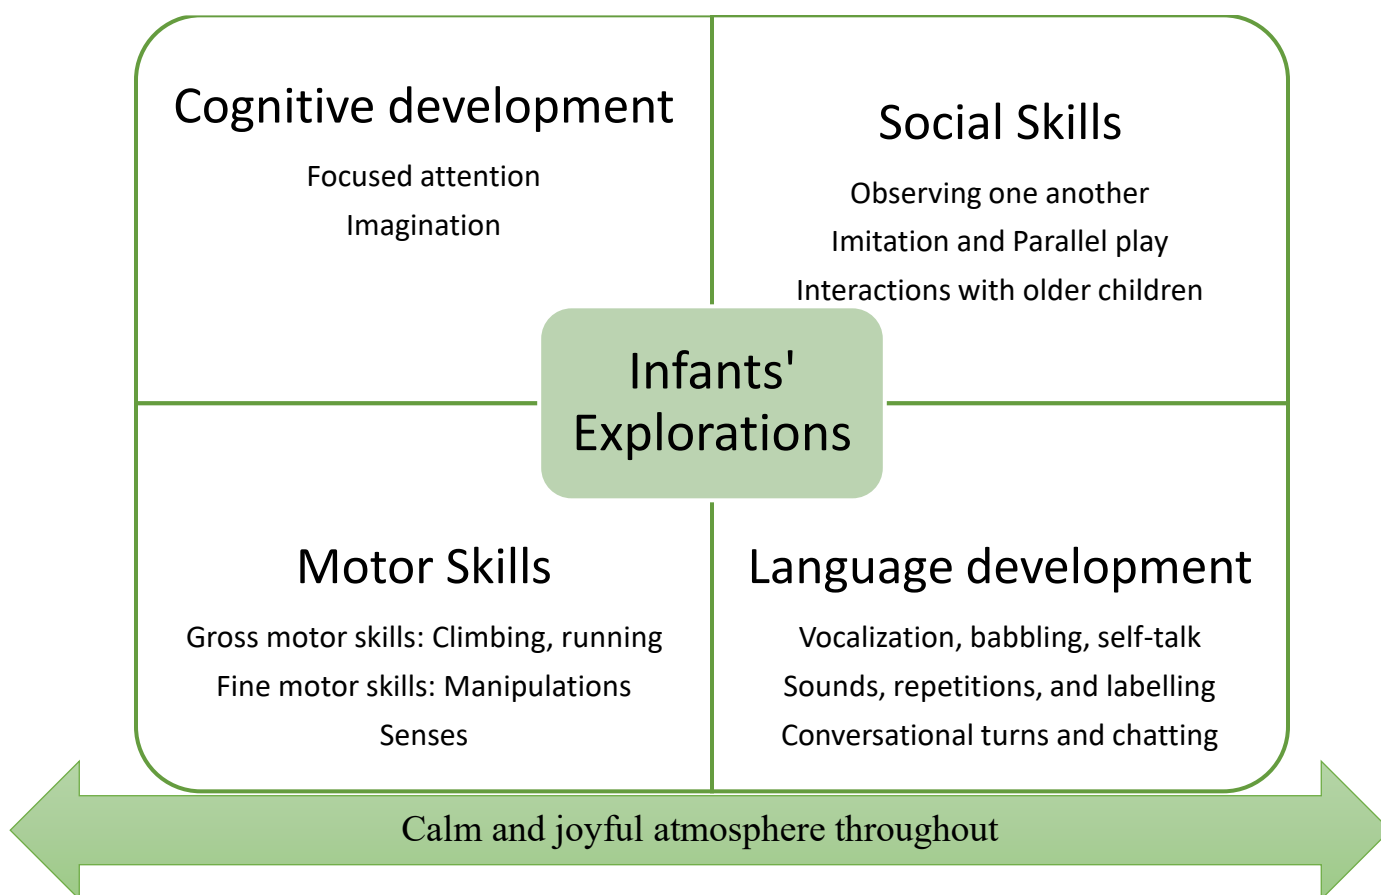 Cognitive development
Focused attention
Imagination
Social Skills
Observing one another
Imitation and Parallel play
Interactions with older children
Infants'
Explorations
Motor Skills
Gross motor skills: Climbing, running
Fine motor skills: Manipulations
Senses
Language development
Vocalization, babbling, self-talk
Sounds, repetitions, and labelling
Conversational turns and chatting
Calm and joyful atmosphere throughout